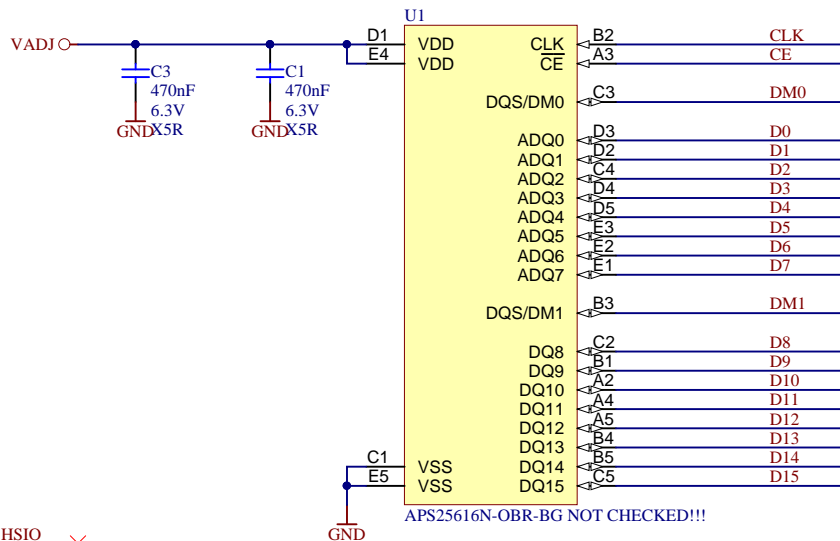 U1
VADJ
D1 VDD CLK B2 CLK
E4 VDD CE A3 CE
C3
470nF
6.3V
X5R
GND
C1
470nF
6.3V
X5R
GND
DQS/DM0 C3 DM0
ADQ0 D3 D0
ADQ1 D2 D1
ADQ2 C4 D2
ADQ3 D4 D3
ADQ4 D5 D4
ADQ5 E3 D5
ADQ6 E2 D6
ADQ7 E1 D7
DQS/DM1 B3 DM1
DQ8 C2 D8
DQ9 B1 D9
DQ10 A2 D10
DQ11 A4 D11
DQ12 A5 D12
DQ13 B4 D13
C1 VSS DQ14 B5 D14
E5 VSS DQ15 C5 D15
APS25616N-OBR-BG NOT CHECKED!!!
HSIO
GND